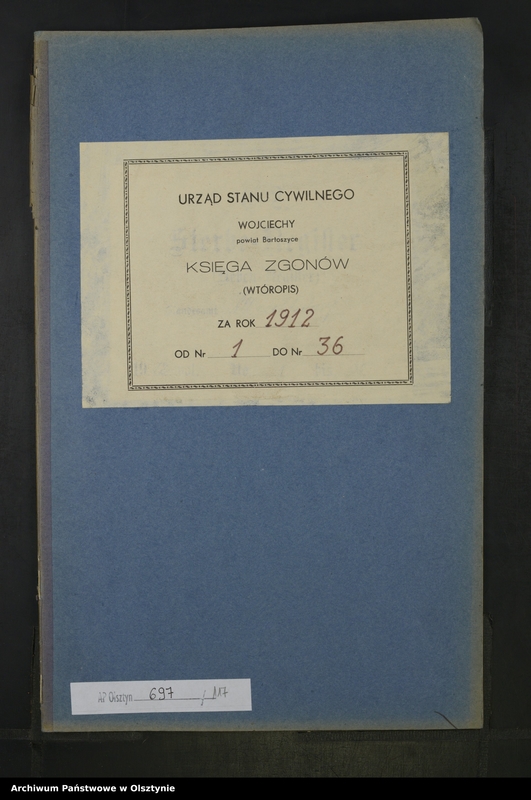 URZĄD STANU CYWILNEGO
WOJCIECHY
powiat Bartoszyce
KSIĘGA ZGONÓW
(WTÓROPIS)
ZA ROK 1912
OD Nr 1 DO Nr 36
AP Olsztyn 697 / 117
Archiwum Państwowe w Olsztynie